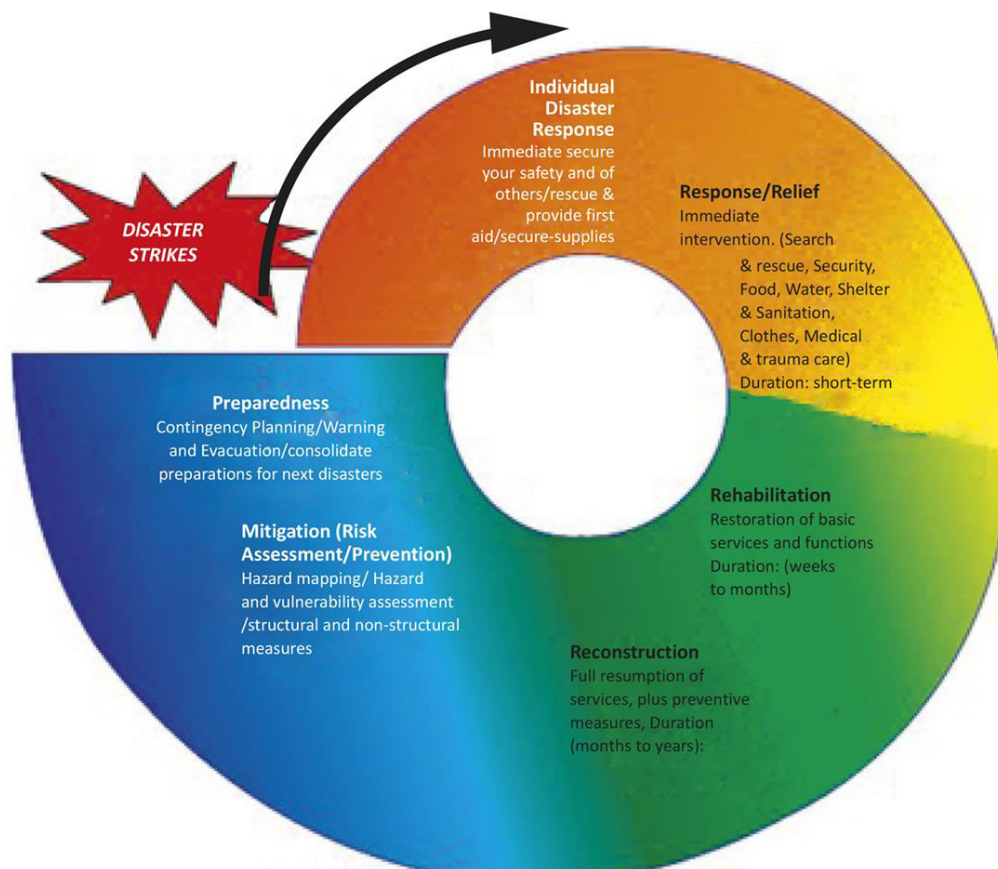 DISASTER
STRIKES
Individual
Disaster
Response
Immediate secure
your safety and of
others/rescue &
provide first
aid/secure-supplies
Response/Relief
Immediate
intervention. (Search
& rescue, Security,
Food, Water, Shelter
& Sanitation,
Clothes, Medical
& trauma care)
Duration: short-term
Rehabilitation
Restoration of basic
services and functions
Duration: (weeks
to months)
Reconstruction
Full resumption of
services, plus preventive
measures, Duration
(months to years):
Mitigation (Risk
Assessment/Prevention)
Hazard mapping/ Hazard
and vulnerability assessment
/structural and non-structural
measures
Preparedness
Contingency Planning/Warning
and Evacuation/consolidate
preparations for next disasters